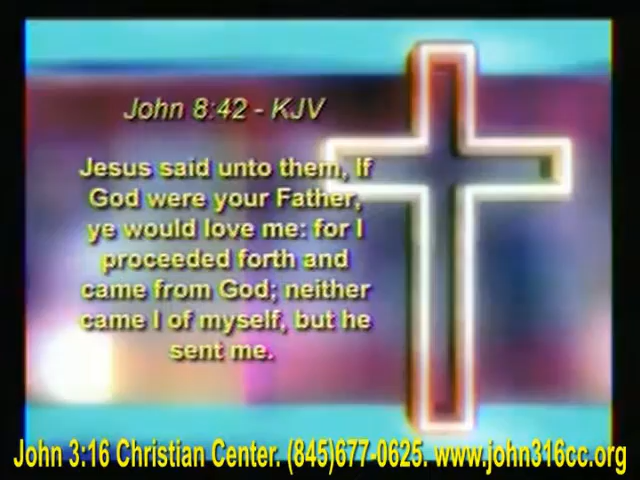 John 8:42 - KJV
Jesus said unto them, If
God were your Father,
ye would love me: for I
proceeded forth and
came from God; neither
came I of myself, but he
sent me.
John 3:16 Christian Center. (845)677-0625. www.john316cc.org